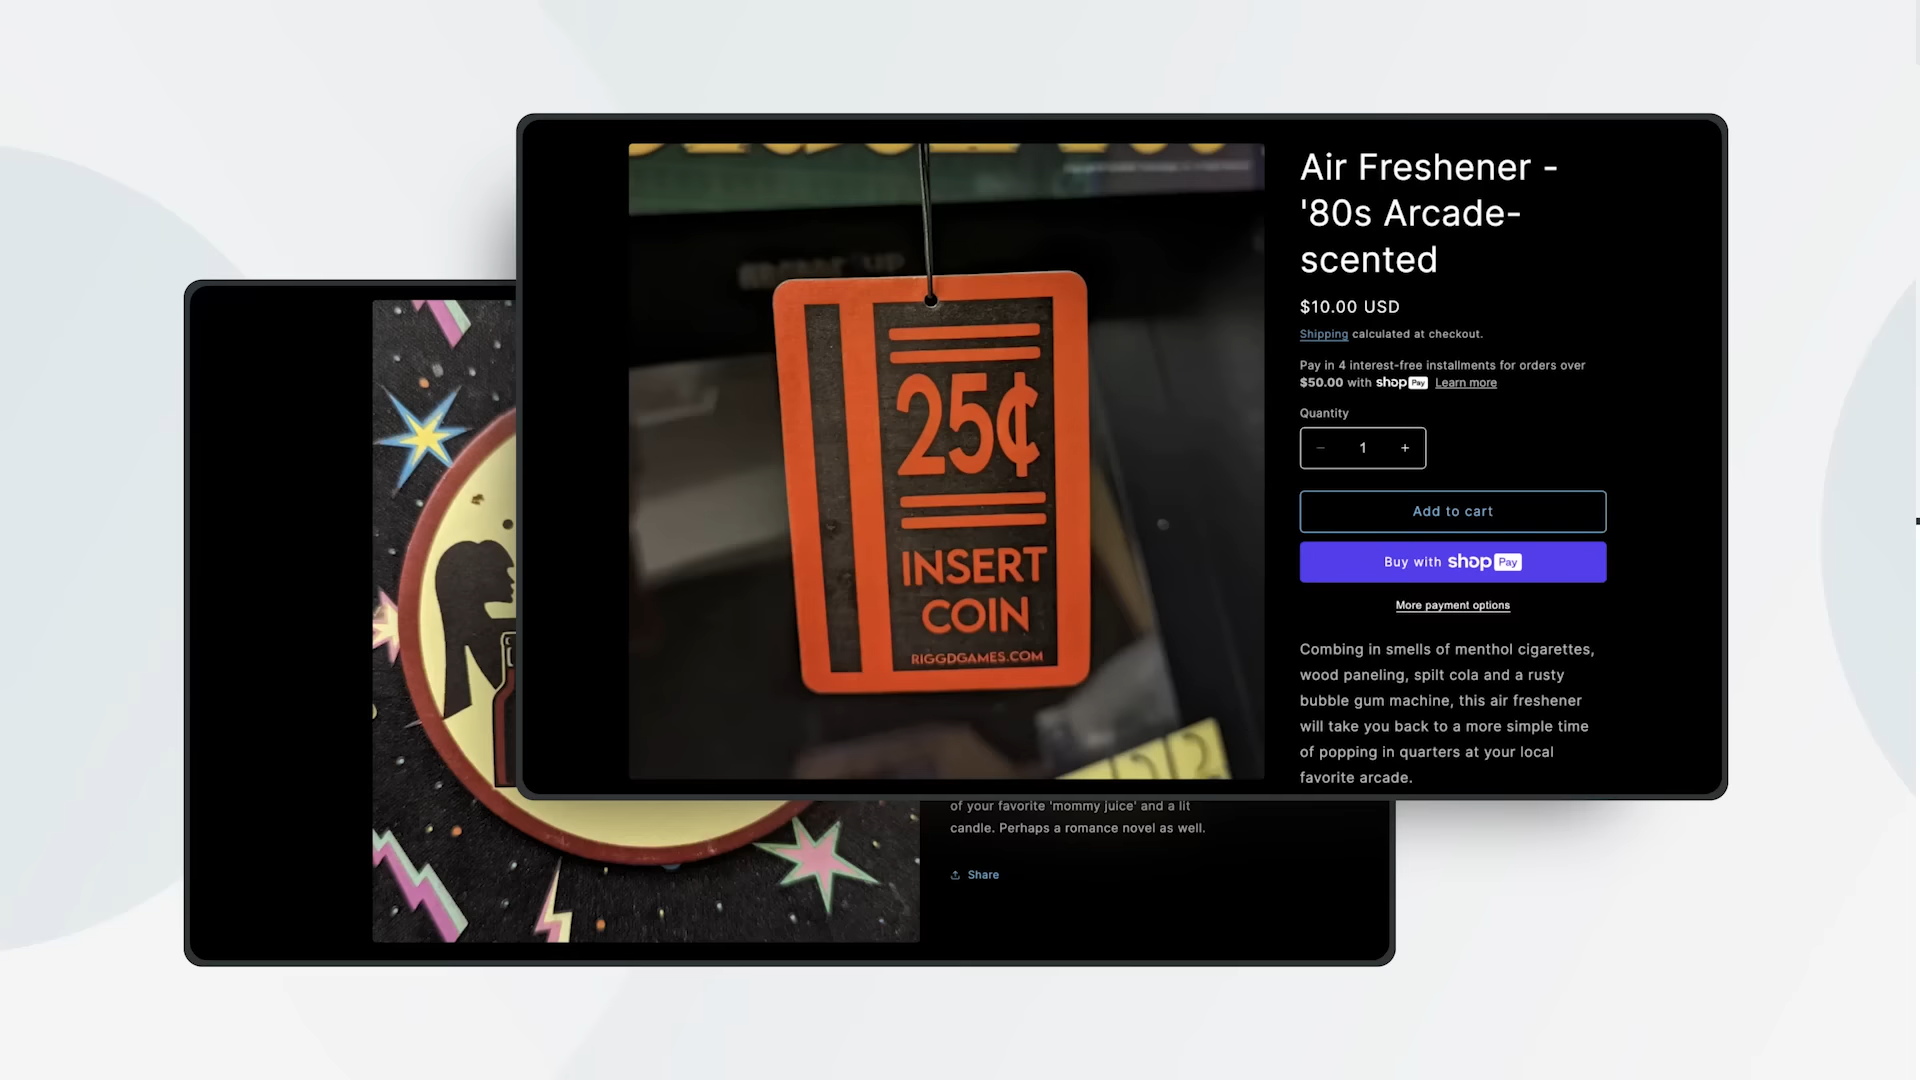 25¢
INSERT
COIN
RIGGDGAMES.COM
Air Freshener -
'80s Arcade-
scented
$10.00 USD
Shipping calculated at checkout.
Pay in 4 interest-free installments for orders over
$50.00 with shop Pay Learn more
Quantity
− 1 +
Add to cart
Buy with shop Pay
More payment options
Combing in smells of menthol cigarettes,
wood paneling, spilt cola and a rusty
bubble gum machine, this air freshener
will take you back to a more simple time
of popping in quarters at your local
favorite arcade.
of your favorite 'mommy juice' and a lit
candle. Perhaps a romance novel as well.
Share